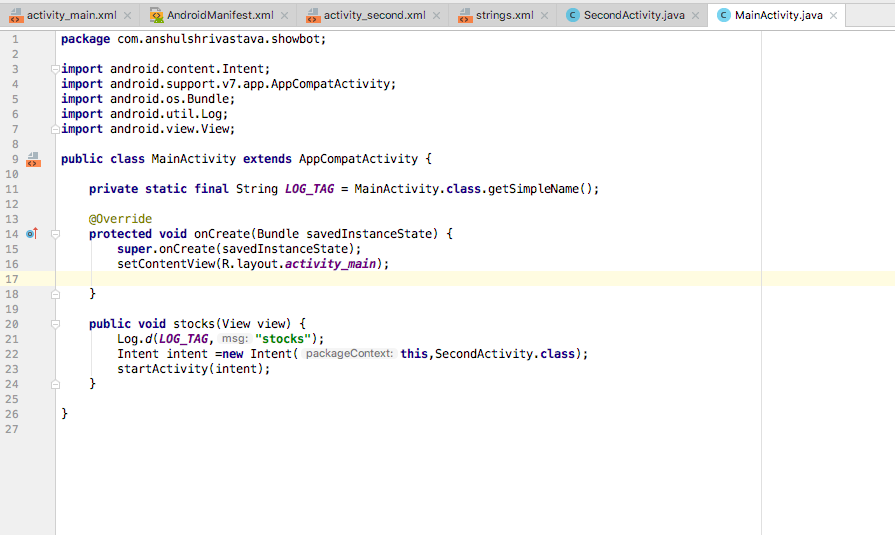 activity_main.xml AndroidManifest.xml activity_second.xml strings.xml SecondActivity.java MainActivity.java
1 package com.anshulshrivastava.showbot;
2
3 import android.content.Intent;
4 import android.support.v7.app.AppCompatActivity;
5 import android.os.Bundle;
6 import android.util.Log;
7 import android.view.View;
8
9 public class MainActivity extends AppCompatActivity {
10
11 private static final String LOG_TAG = MainActivity.class.getSimpleName();
12
13 @Override
14 protected void onCreate(Bundle savedInstanceState) {
15 super.onCreate(savedInstanceState);
16 setContentView(R.layout.activity_main);
17
18 }
19
20 public void stocks(View view) {
21 Log.d(LOG_TAG, msg: "stocks");
22 Intent intent =new Intent( packageContext: this,SecondActivity.class);
23 startActivity(intent);
24 }
25
26 }
27